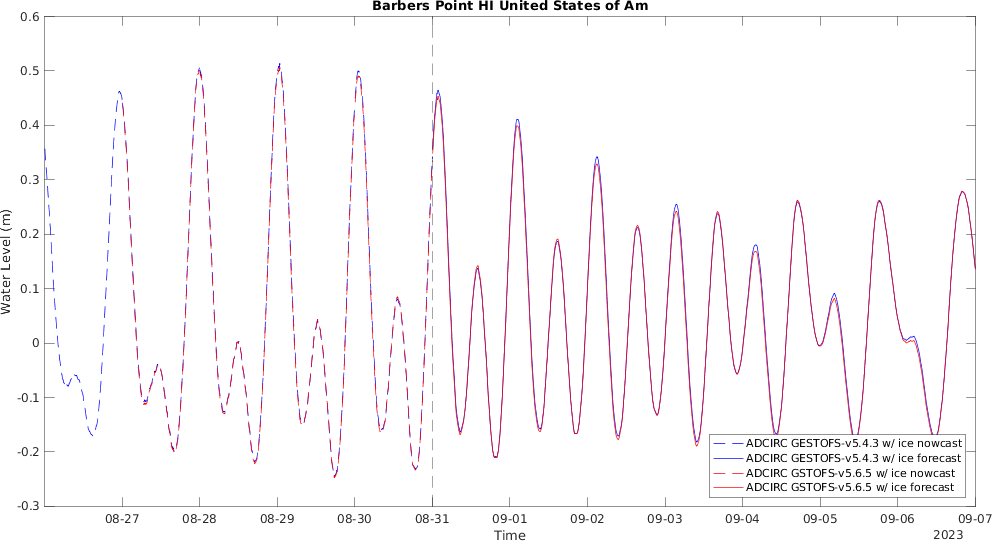 Barbers Point HI United States of Am
0.6
0.5
0.4
0.3
0.2
0.1
0
-0.1
-0.2
-0.3
Water Level (m)
ADCIRC GESTOFS-v5.4.3 w/ ice nowcast
ADCIRC GESTOFS-v5.4.3 w/ ice forecast
ADCIRC GSTOFS-v5.6.5 w/ ice nowcast
ADCIRC GSTOFS-v5.6.5 w/ ice forecast
08-27 08-28 08-29 08-30 08-31 09-01 09-02 09-03 09-04 09-05 09-06 09-07
Time
2023